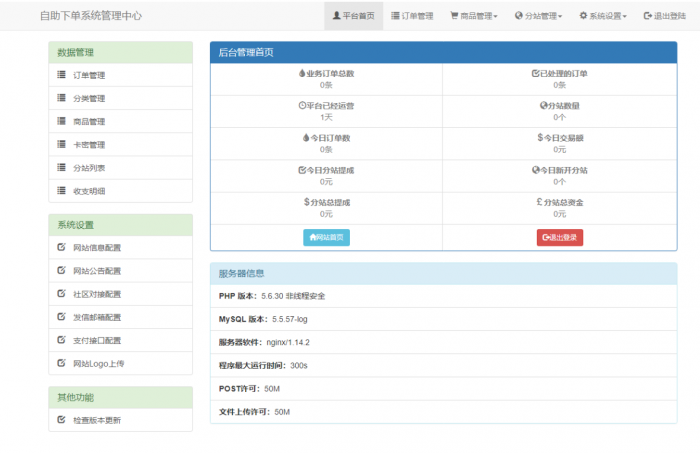 自助下单系统管理中心
平台首页 订单管理 商品管理 分站管理 系统设置 退出登陆
数据管理
订单管理
分类管理
商品管理
卡密管理
分站列表
收支明细
系统设置
网站信息配置
网站公告配置
社区对接配置
发信邮箱配置
支付接口配置
网站Logo上传
其他功能
检查版本更新
后台管理首页
业务订单总数 已处理的订单
0条 0条
平台已经运营 分站数量
1天 0个
今日订单数 今日交易额
0条 0元
今日分站提成 今日新开分站
0元 0个
分站总提成 分站总资金
0元 0元
网站首页 退出登录
服务器信息
PHP 版本：5.6.30 非线程安全
MySQL 版本：5.5.57-log
服务器软件：nginx/1.14.2
程序最大运行时间：300s
POST许可：50M
文件上传许可：50M